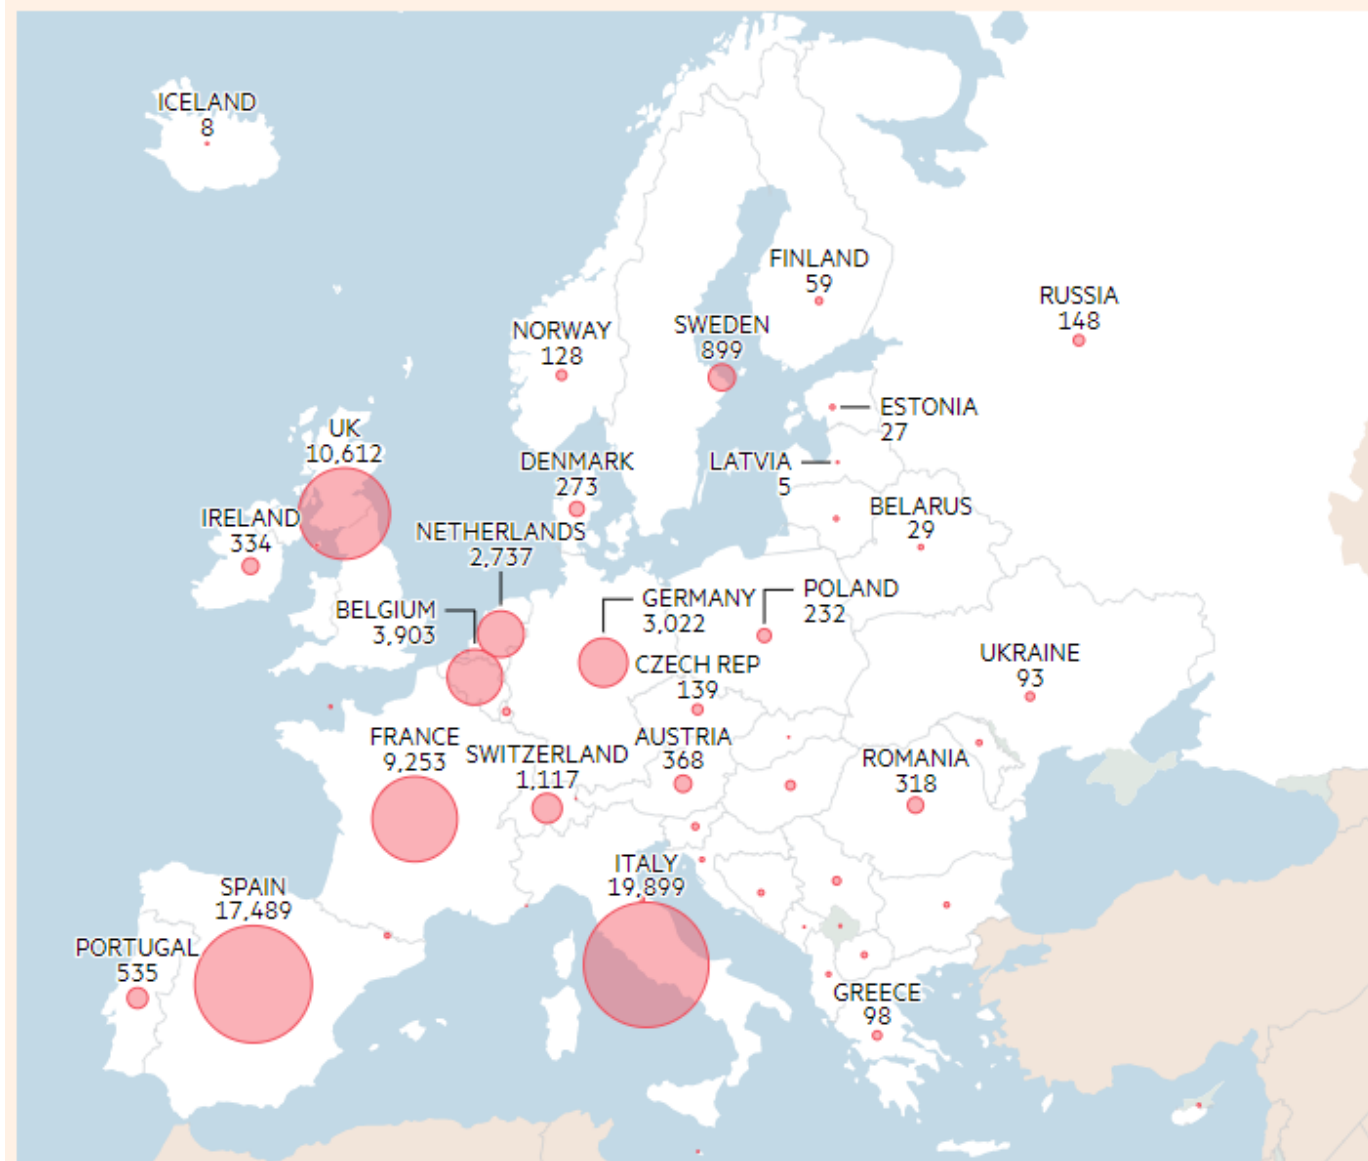 ICELAND
8
FINLAND
59
RUSSIA
148
NORWAY
128
SWEDEN
899
ESTONIA
27
UK
10,612
DENMARK
273
LATVIA
5
BELARUS
29
IRELAND
334
NETHERLANDS
2,737
BELGIUM
3,903
GERMANY
3,022
POLAND
232
CZECH REP
139
UKRAINE
93
FRANCE
9,253
SWITZERLAND
1,117
AUSTRIA
368
ROMANIA
318
ITALY
19,899
SPAIN
17,489
PORTUGAL
535
GREECE
98